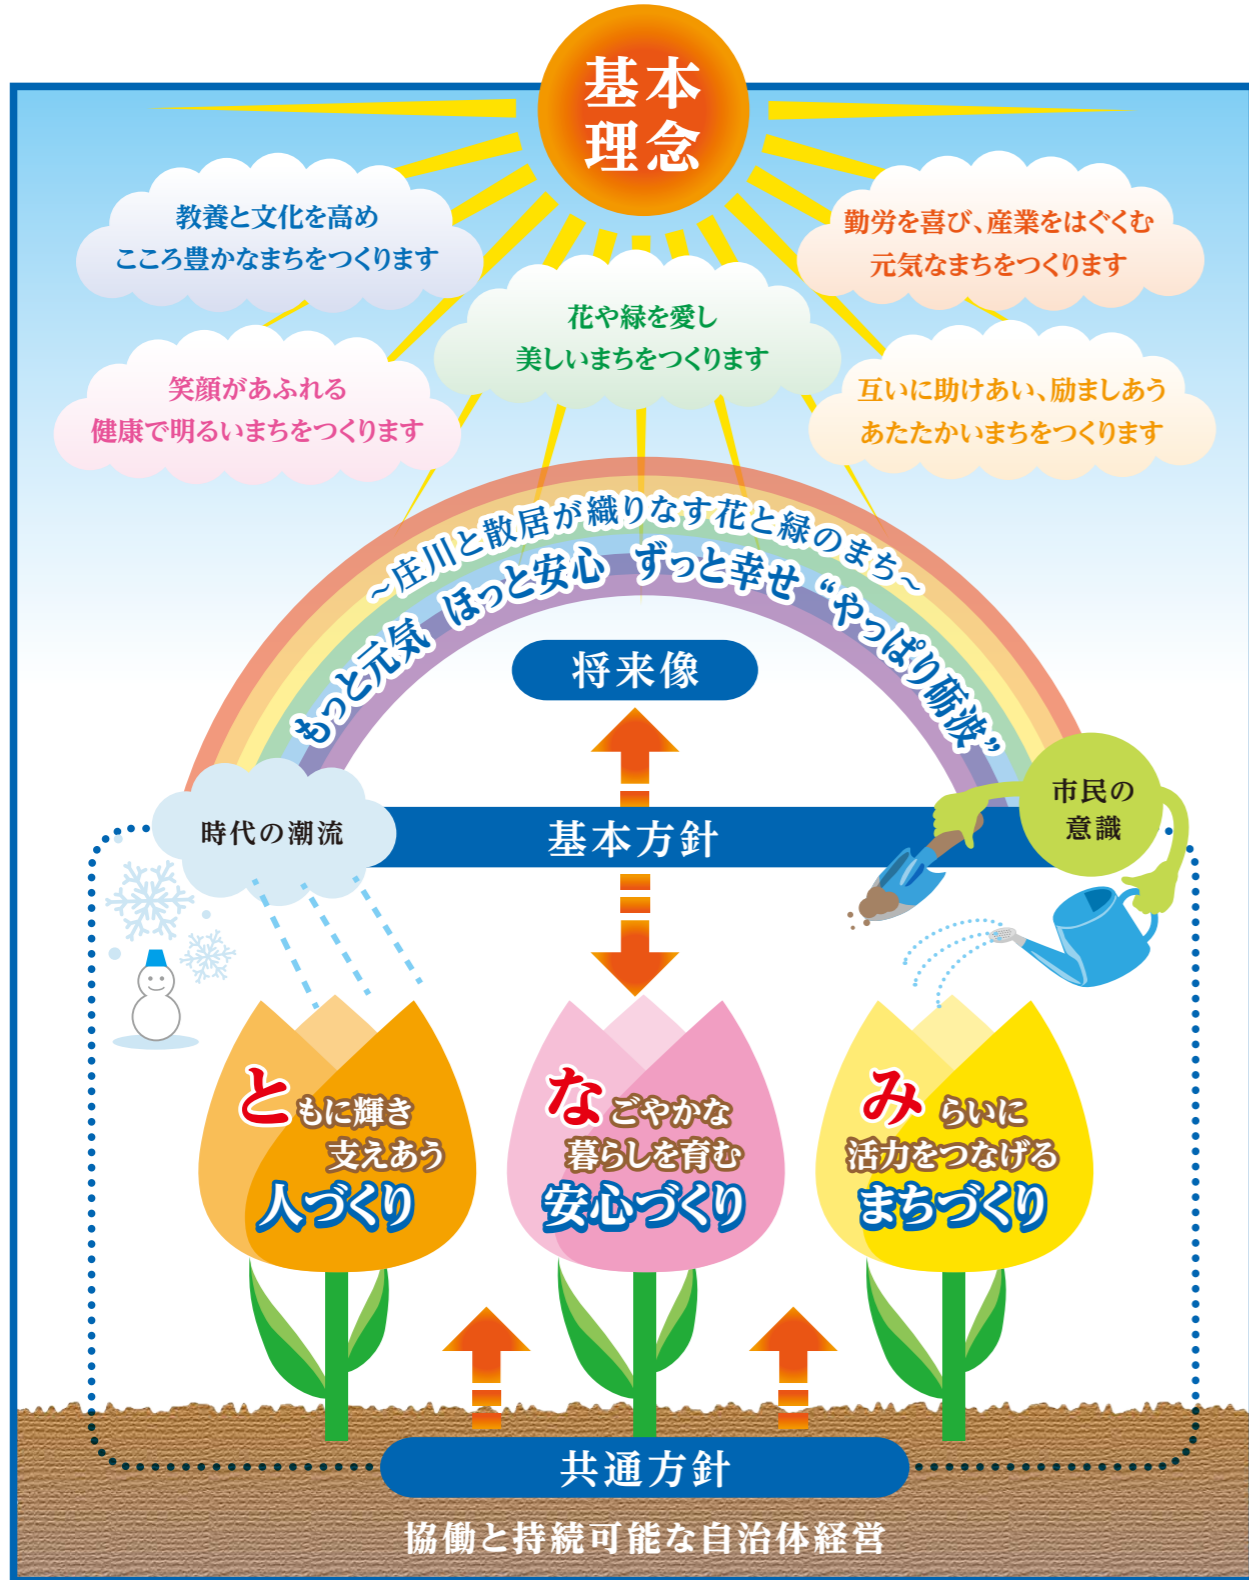 基本
理念
教養と文化を高め
こころ豊かなまちをつくります
勤労を喜び、産業をはぐくむ
元気なまちをつくります
花や緑を愛し
美しいまちをつくります
笑顔があふれる
健康で明るいまちをつくります
互いに助けあい、励ましあう
あたたかいまちをつくります
~庄川と散居が織りなす花と緑のまち~
もっと元気 ほっと安心 ずっと幸せ “やっぱり砺波”
将来像
時代の潮流
基本方針
市民の
意識
ともに輝き
支えあう
人づくり
なごやかな
暮らしを育む
安心づくり
みらいに
活力をつなげる
まちづくり
共通方針
協働と持続可能な自治体経営